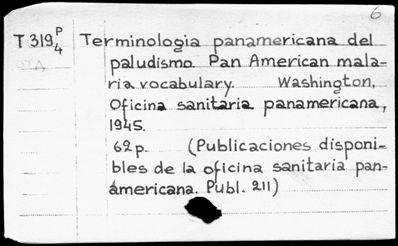 6
T 319 P/4 Terminologia panamericana del
paludismo. Pan American mala-
ria vocabulary. Washington,
Oficina sanitaria panamericana,
1945.
62 p. (Publicaciones disponi-
bles de la oficina sanitaria pan-
americana. Publ. 211)